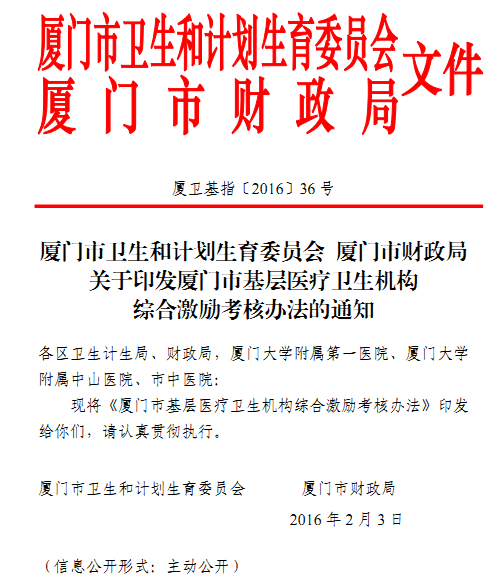 厦门市卫生和计划生育委员会
厦门市财政局
文件
厦卫基指〔2016〕36号
厦门市卫生和计划生育委员会 厦门市财政局
关于印发厦门市基层医疗卫生机构
综合激励考核办法的通知
各区卫生计生局、财政局，厦门大学附属第一医院、厦门大学
附属中山医院、市中医院：
现将《厦门市基层医疗卫生机构综合激励考核办法》印发
给你们，请认真贯彻执行。
厦门市卫生和计划生育委员会 厦门市财政局
2016年2月3日
（信息公开形式：主动公开）